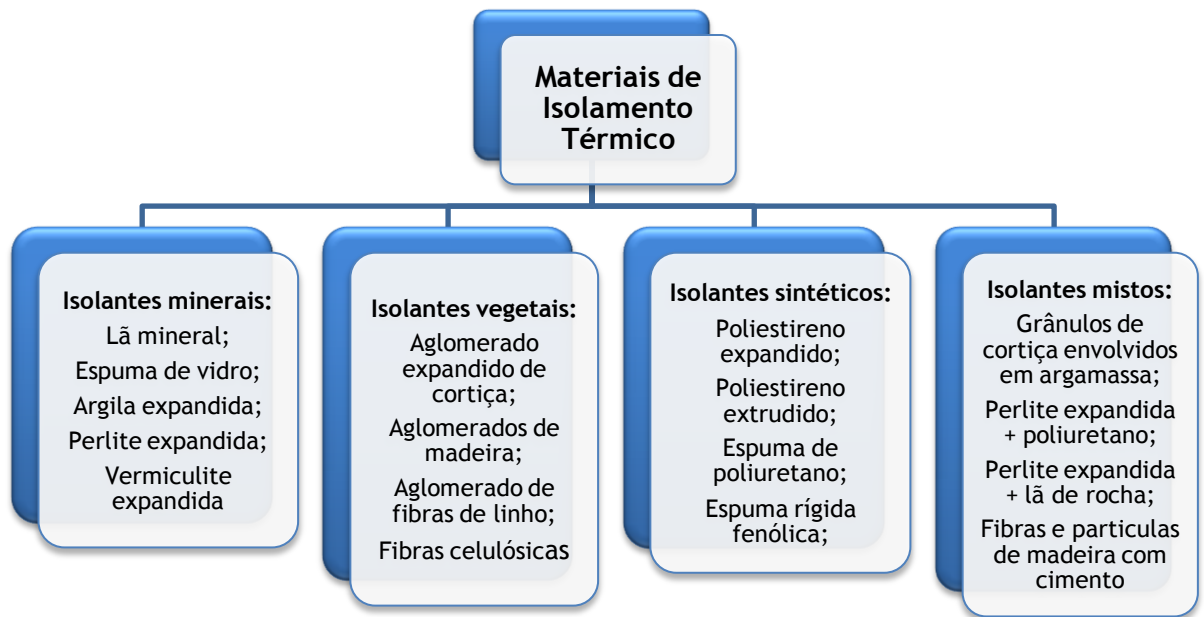 Materiais de
Isolamento
Térmico
Isolantes minerais:
Lã mineral;
Espuma de vidro;
Argila expandida;
Perlite expandida;
Vermiculite
expandida
Isolantes vegetais:
Aglomerado
expandido de
cortiça;
Aglomerados de
madeira;
Aglomerado de
fibras de linho;
Fibras celulósicas
Isolantes sintéticos:
Poliestireno
expandido;
Poliestireno
extrudido;
Espuma de
poliuretano;
Espuma rígida
fenólica;
Isolantes mistos:
Grânulos de
cortiça envolvidos
em argamassa;
Perlite expandida
+ poliuretano;
Perlite expandida
+ lã de rocha;
Fibras e particulas
de madeira com
cimento